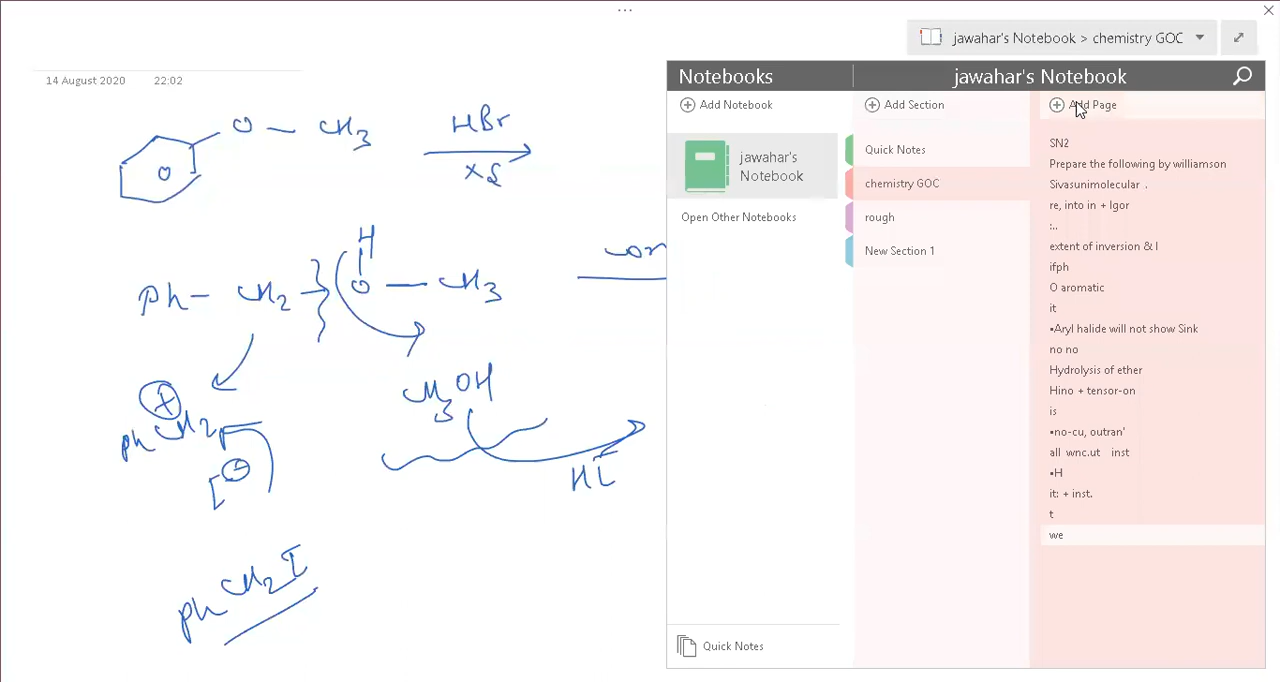 jawahar's Notebook > chemistry GOC
14 August 2020 22:02
O — CH3 HBr
O
XS
Ph — CH2 O — CH3
H
Ph CH2
CH3OH
HI
PhCH2I
Notebooks
jawahar's Notebook
Add Notebook
jawahar's
Notebook
Open Other Notebooks
Quick Notes
Add Section
Quick Notes
chemistry GOC
rough
New Section 1
Add Page
SN2
Prepare the following by williamson
Sivasunimolecular .
re, into in + Igor
:..
extent of inversion & I
ifph
O aromatic
it
•Aryl halide will not show Sink
no no
Hydrolysis of ether
Hino + tensor-on
is
•no-cu, outran'
all wnc.ut inst
•H
it: + inst.
t
we